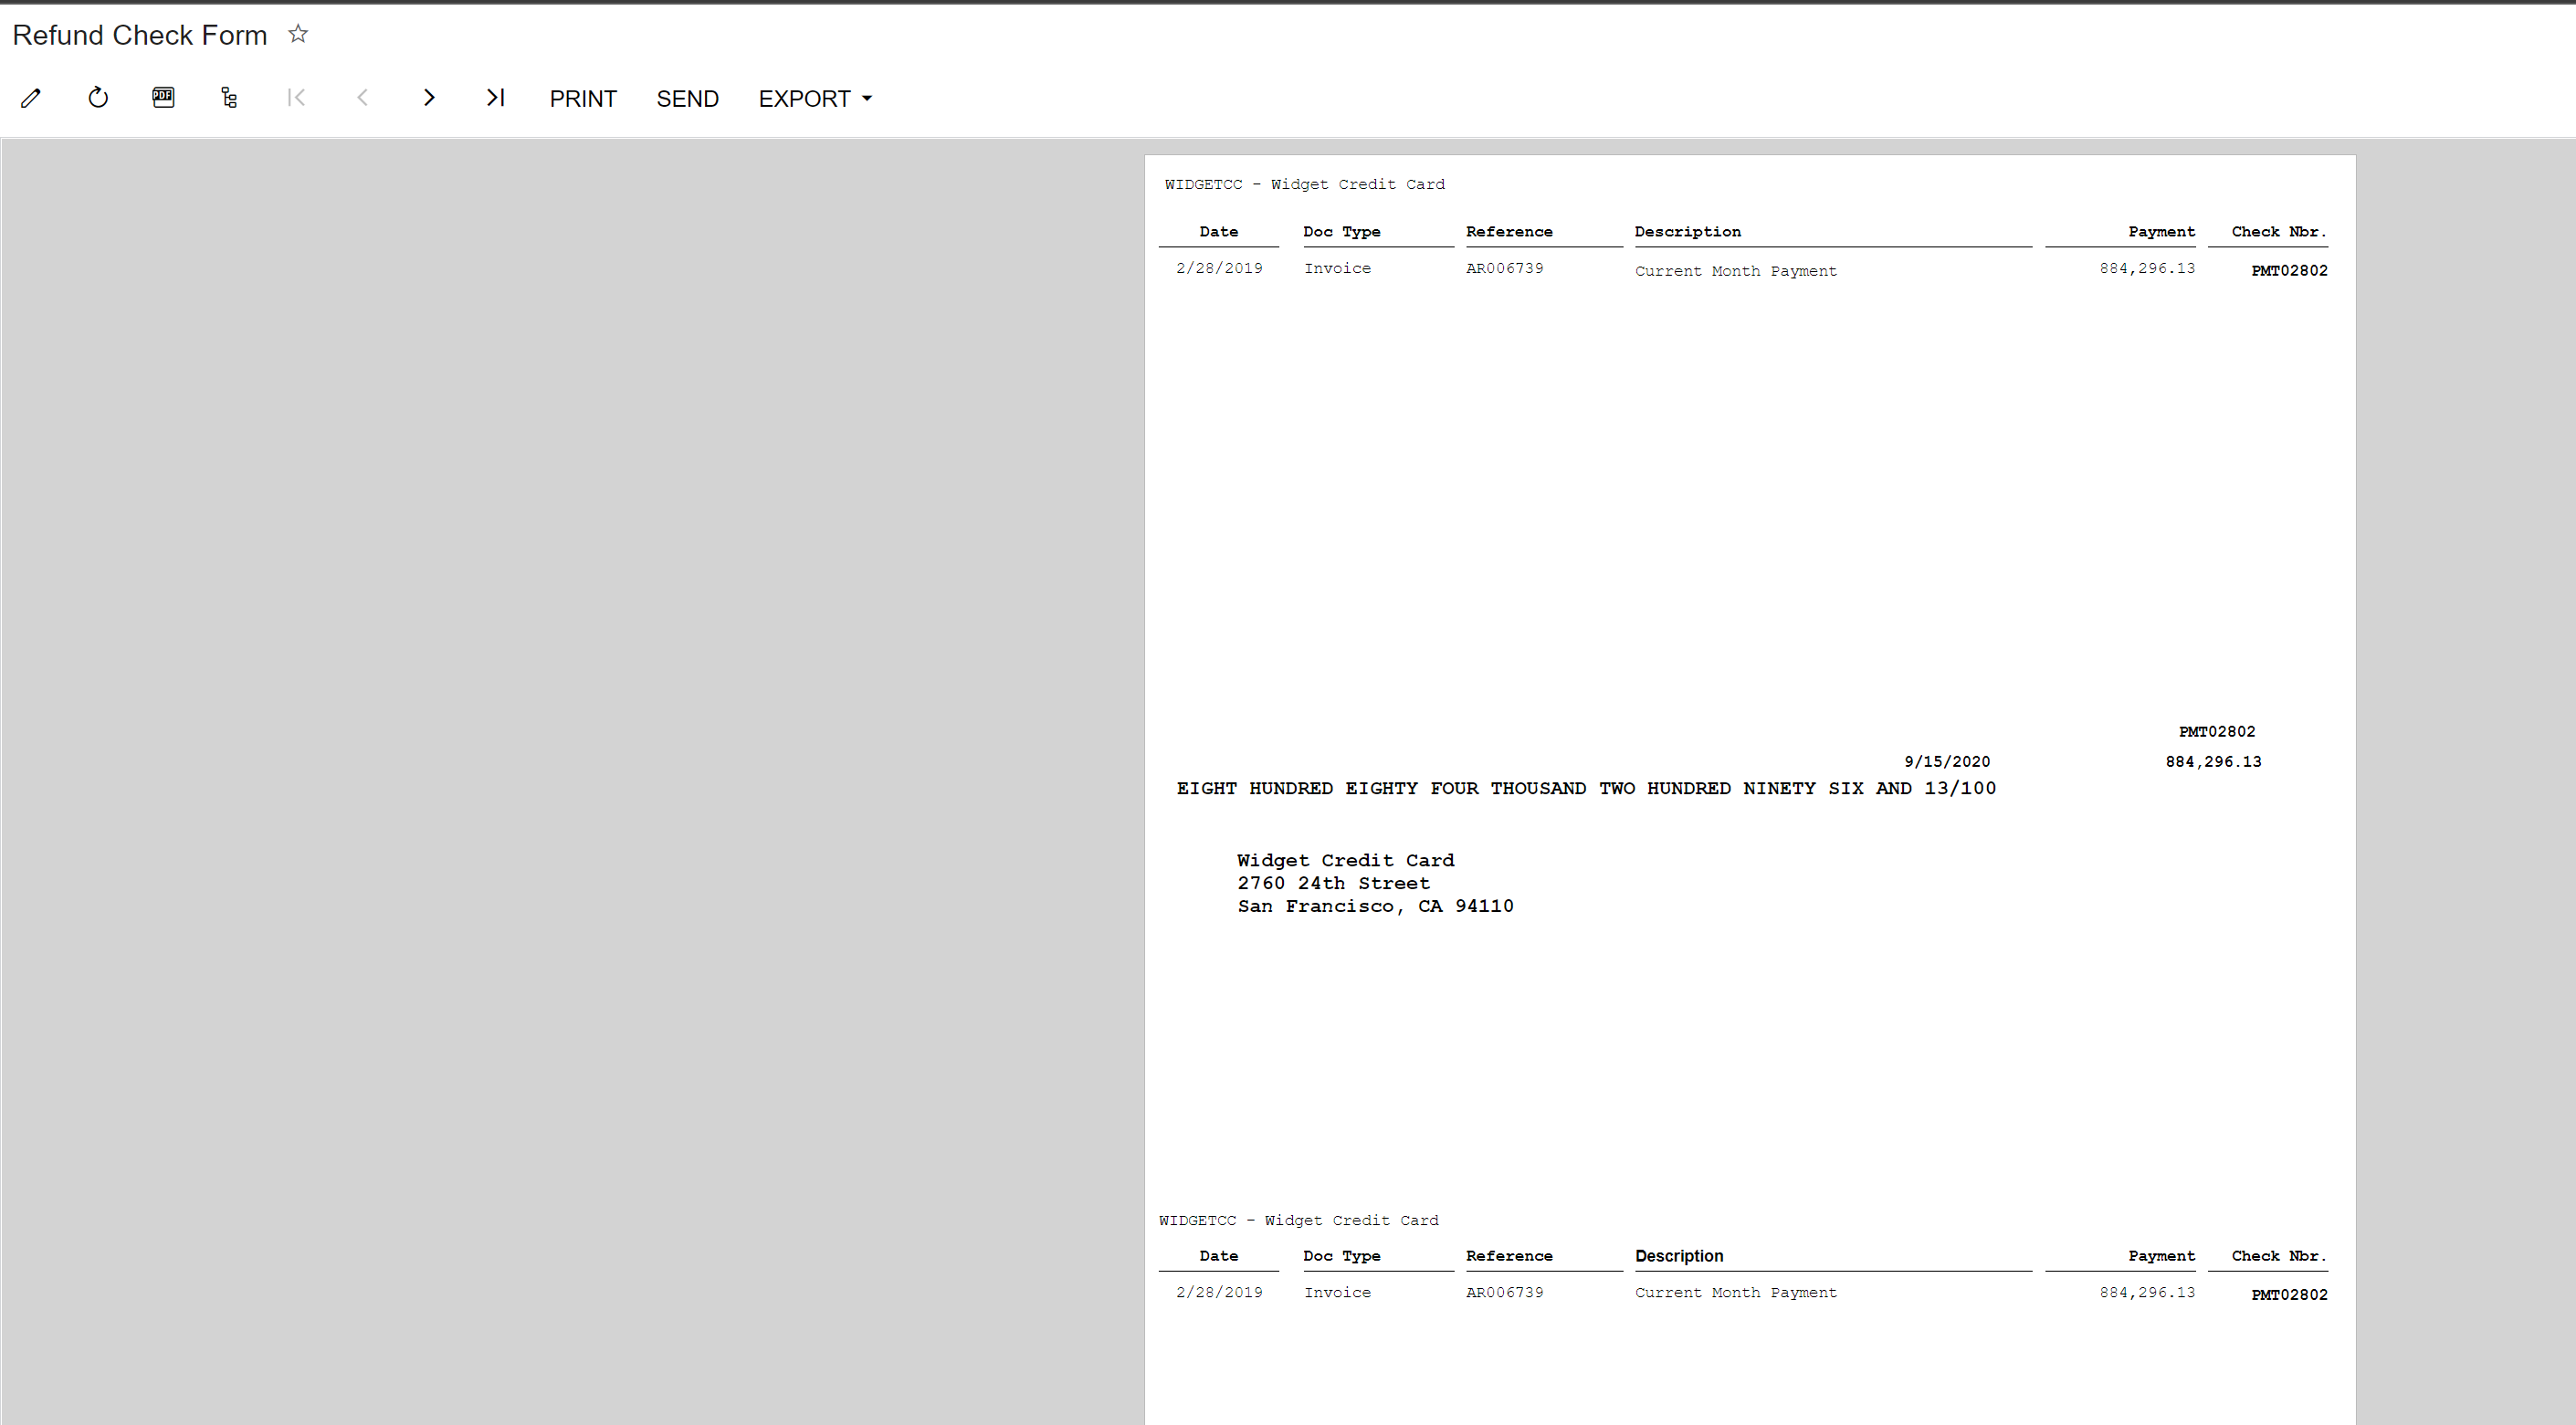 Refund Check Form
PDF PRINT SEND EXPORT
WIDGETCC - Widget Credit Card
Date Doc Type Reference Description Payment Check Nbr.
2/28/2019 Invoice AR006739 Current Month Payment 884,296.13 PMT02802
PMT02802
9/15/2020 884,296.13
EIGHT HUNDRED EIGHTY FOUR THOUSAND TWO HUNDRED NINETY SIX AND 13/100
Widget Credit Card
2760 24th Street
San Francisco, CA 94110
WIDGETCC - Widget Credit Card
Date Doc Type Reference Description Payment Check Nbr.
2/28/2019 Invoice AR006739 Current Month Payment 884,296.13 PMT02802